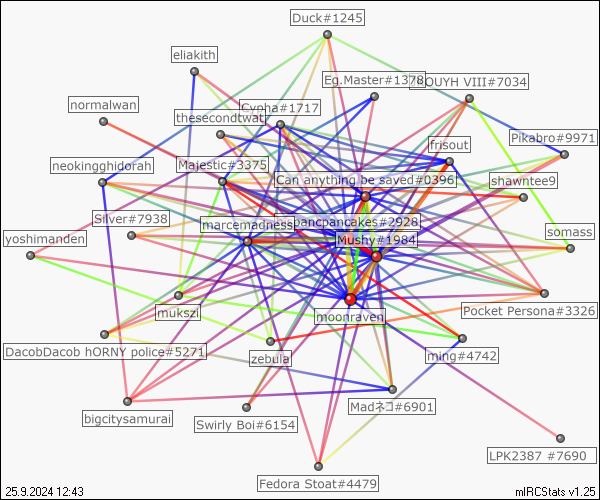 Duck#1245
eliakith
Eg.Master#1378
OUYH VIII#7034
normalwan
Cypha#1717
thesecondtwat
frisout
Pikabro#9971
neokingghidorah
Majestic#3375
Can anything be saved#0396
shawntee9
Silver#7938
marcemadness
pancpancakes#2928
yoshimanden
Mushy#1984
somass
mukszi
moonraven
Pocket Persona#3326
DacobDacob hORNY police#5271
zebula
ming#4742
bigcitysamurai
Swirly Boi#6154
Madネコ#6901
LPK2387 #7690
Fedora Stoat#4479
25.9.2024 12:43
mIRCStats v1.25